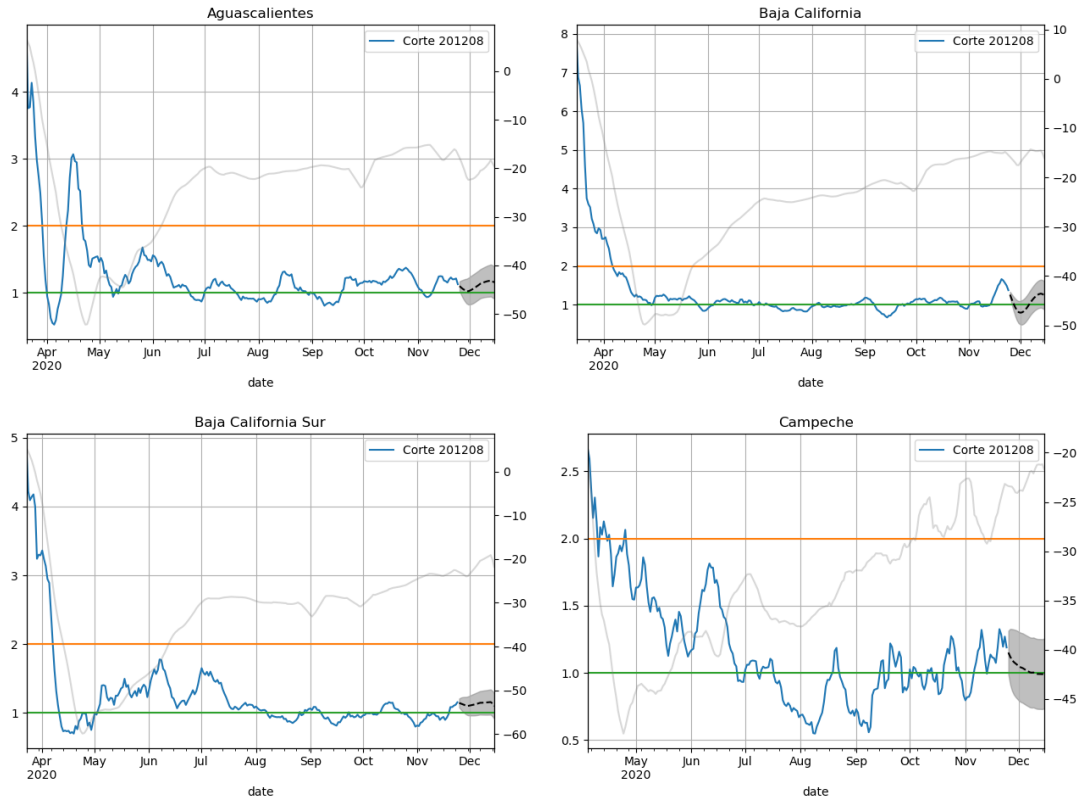 Aguascalientes
Corte 201208
4
3
2
1
0
−10
−20
−30
−40
−50
Apr
2020
May
Jun
Jul
Aug
Sep
Oct
Nov
Dec
date
Baja California
Corte 201208
8
7
6
5
4
3
2
1
10
0
−10
−20
−30
−40
−50
Apr
2020
May
Jun
Jul
Aug
Sep
Oct
Nov
Dec
date
Baja California Sur
Corte 201208
5
4
3
2
1
0
−10
−20
−30
−40
−50
−60
Apr
2020
May
Jun
Jul
Aug
Sep
Oct
Nov
Dec
date
Campeche
Corte 201208
2.5
2.0
1.5
1.0
0.5
−20
−25
−30
−35
−40
−45
May
2020
Jun
Jul
Aug
Sep
Oct
Nov
Dec
date